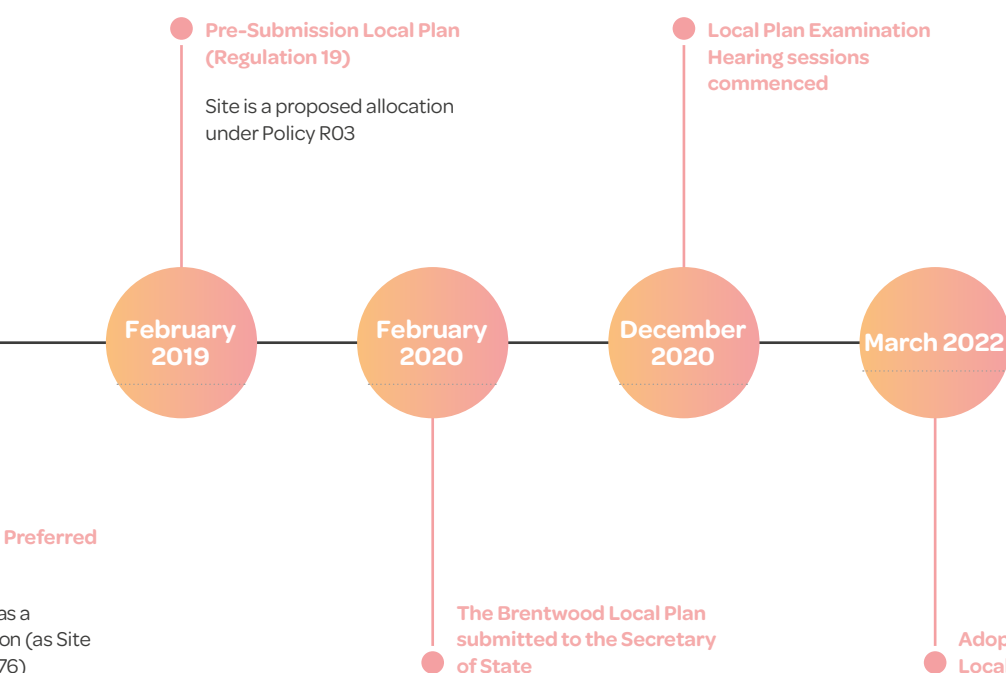 Pre-Submission Local Plan
(Regulation 19)
Site is a proposed allocation
under Policy R03
Local Plan Examination
Hearing sessions
commenced
February
2019
February
2020
December
2020
March 2022
Preferred
as a
on (as Site
76)
The Brentwood Local Plan
submitted to the Secretary
of State
Adop
Local